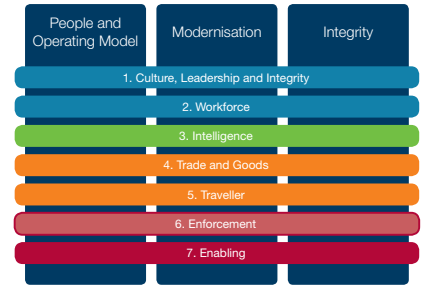 People and
Operating Model
Modernisation
Integrity
1. Culture, Leadership and Integrity
2. Workforce
3. Intelligence
4. Trade and Goods
5. Traveller
6. Enforcement
7. Enabling